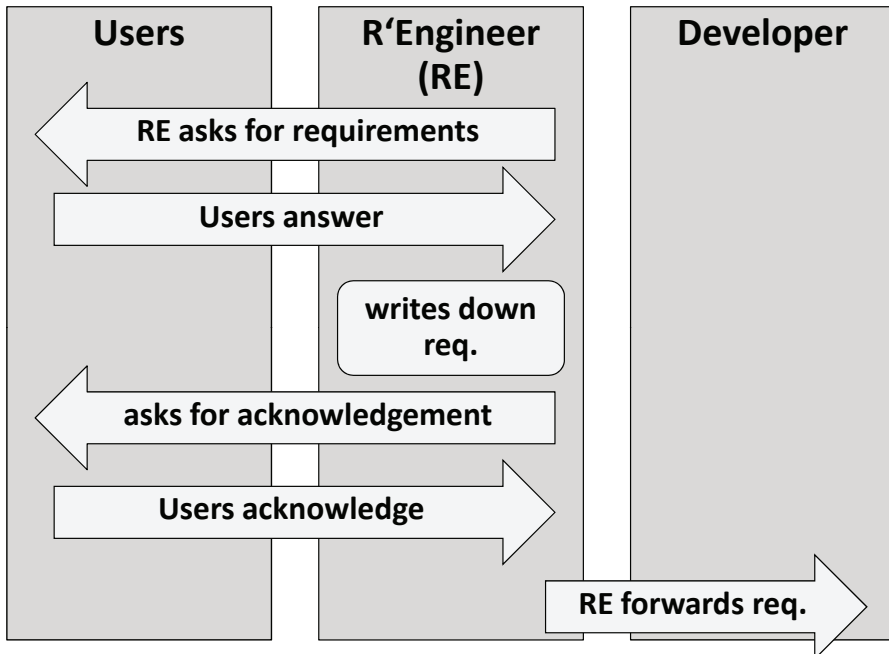 Users
R‘Engineer
(RE)
Developer
RE asks for requirements
Users answer
writes down
req.
asks for acknowledgement
Users acknowledge
RE forwards req.